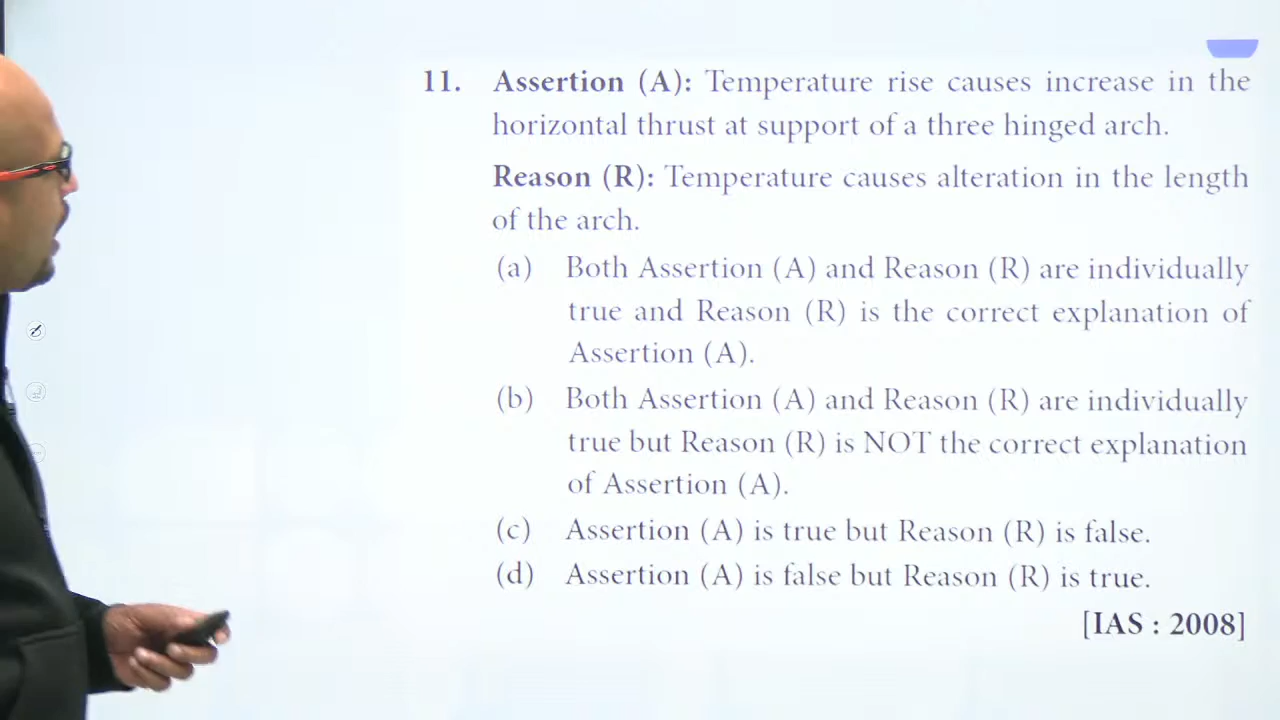 11. Assertion (A): Temperature rise causes increase in the
horizontal thrust at support of a three hinged arch.
Reason (R): Temperature causes alteration in the length
of the arch.
(a) Both Assertion (A) and Reason (R) are individually
true and Reason (R) is the correct explanation of
Assertion (A).
(b) Both Assertion (A) and Reason (R) are individually
true but Reason (R) is NOT the correct explanation
of Assertion (A).
(c) Assertion (A) is true but Reason (R) is false.
(d) Assertion (A) is false but Reason (R) is true.
[IAS : 2008]